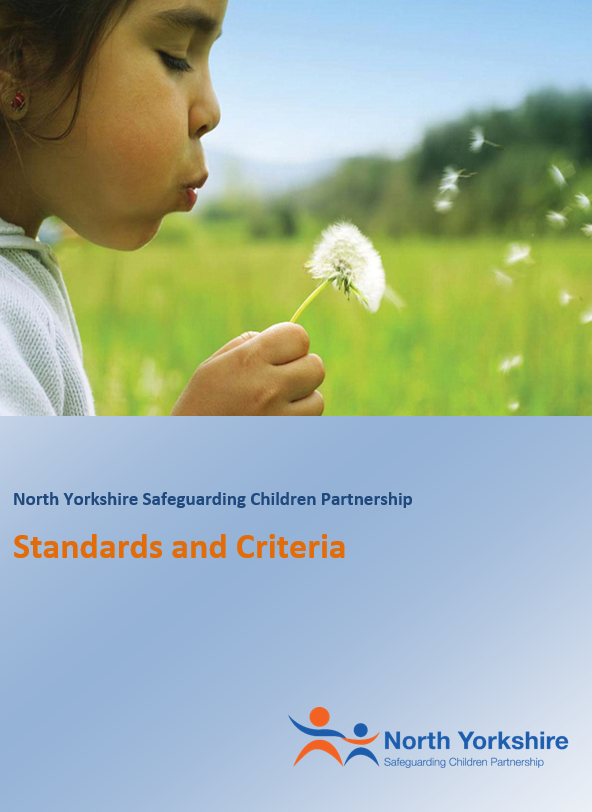 North Yorkshire Safeguarding Children Partnership
Standards and Criteria
North Yorkshire
Safeguarding Children Partnership